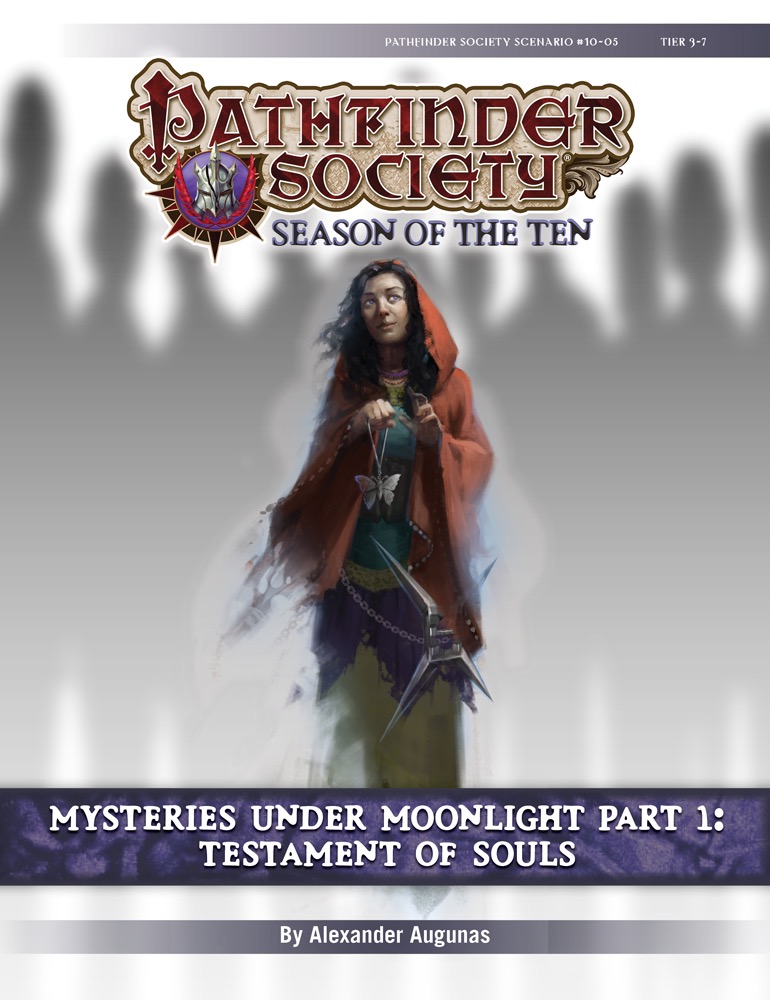 PATHFINDER SOCIETY SCENARIO #10-05 TIER 3-7
PATHFINDER
SOCIETY®
SEASON OF THE TEN
MYSTERIES UNDER MOONLIGHT PART 1:
TESTAMENT OF SOULS
By Alexander Augunas